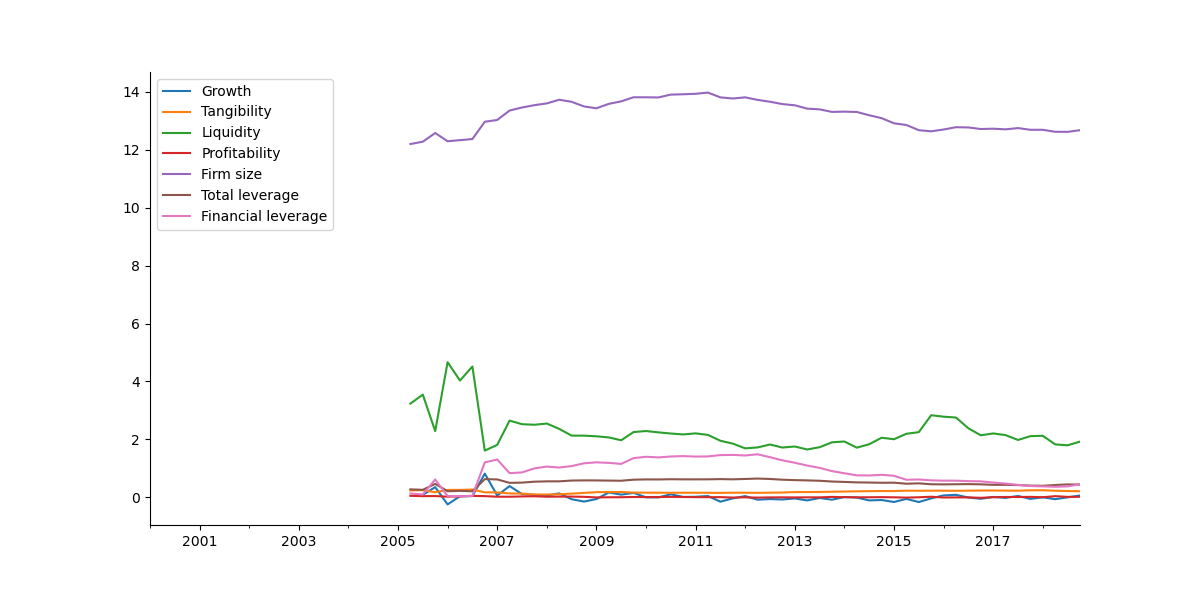 14
12
10
8
6
4
2
0
Growth
Tangibility
Liquidity
Profitability
Firm size
Total leverage
Financial leverage
2001 2003 2005 2007 2009 2011 2013 2015 2017